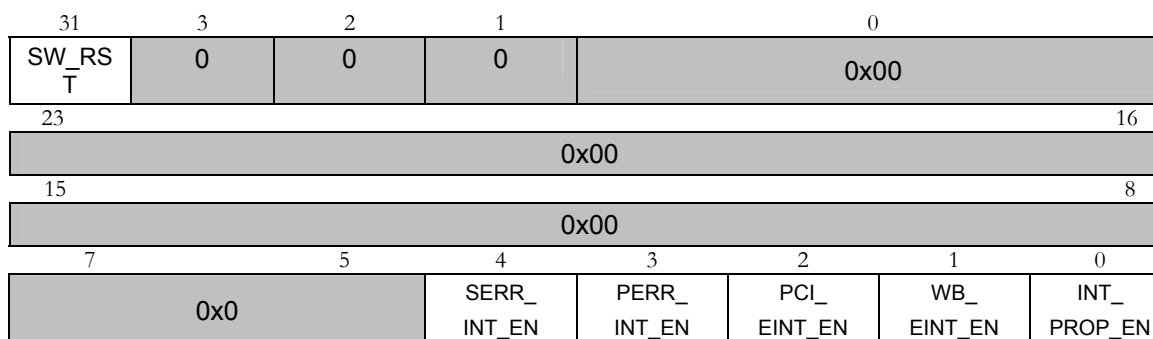 31 3 2 1 0
SW_RS
T 0 0 0 0x00
23 16
0x00
15 8
0x00
7 5 4 3 2 1 0
0x0 SERR_ PERR_ PCI_ WB_ INT_
INT_EN INT_EN EINT_EN EINT_EN PROP_EN